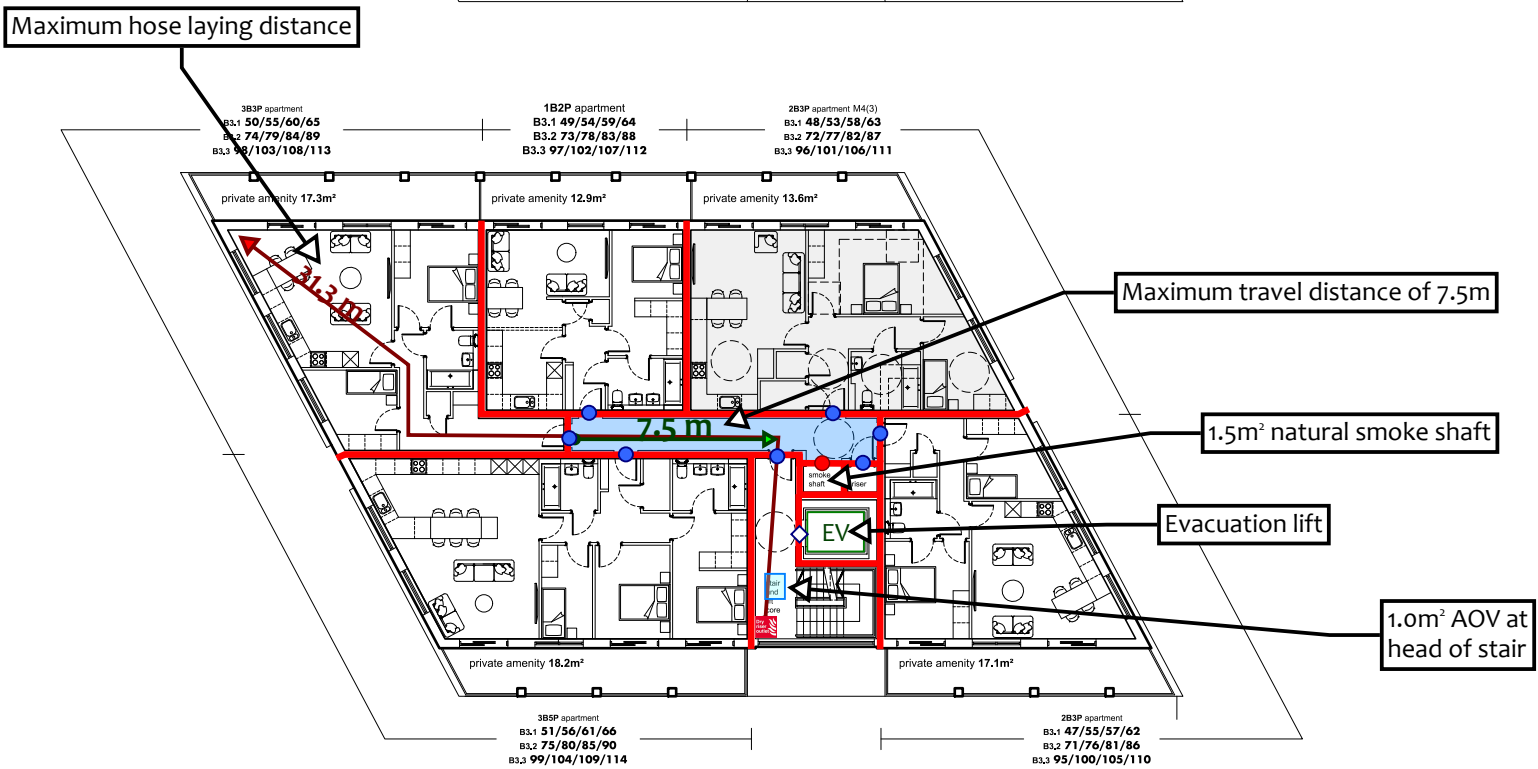 Maximum hose laying distance
3B3P apartment
B3.1 50/55/60/65
B3.2 74/79/84/89
B3.3 98/103/108/113
1B2P apartment
B3.1 49/54/59/64
B3.2 73/78/83/88
B3.3 97/102/107/112
2B3P apartment M4(3)
B3.1 48/53/58/63
B3.2 72/77/82/87
B3.3 96/101/106/111
private amenity 17.3m²
private amenity 12.9m²
private amenity 13.6m²
31.3 m
Maximum travel distance of 7.5m
7.5 m
1.5m² natural smoke shaft
smoke
shaft
riser
EV
Evacuation lift
stair
and
lift
core
Dry
riser
outlet
1.0m² AOV at
head of stair
private amenity 18.2m²
private amenity 17.1m²
3B5P apartment
B3.1 51/56/61/66
B3.2 75/80/85/90
B3.3 99/104/109/114
2B3P apartment
B3.1 47/55/57/62
B3.2 71/76/81/86
B3.3 95/100/105/110